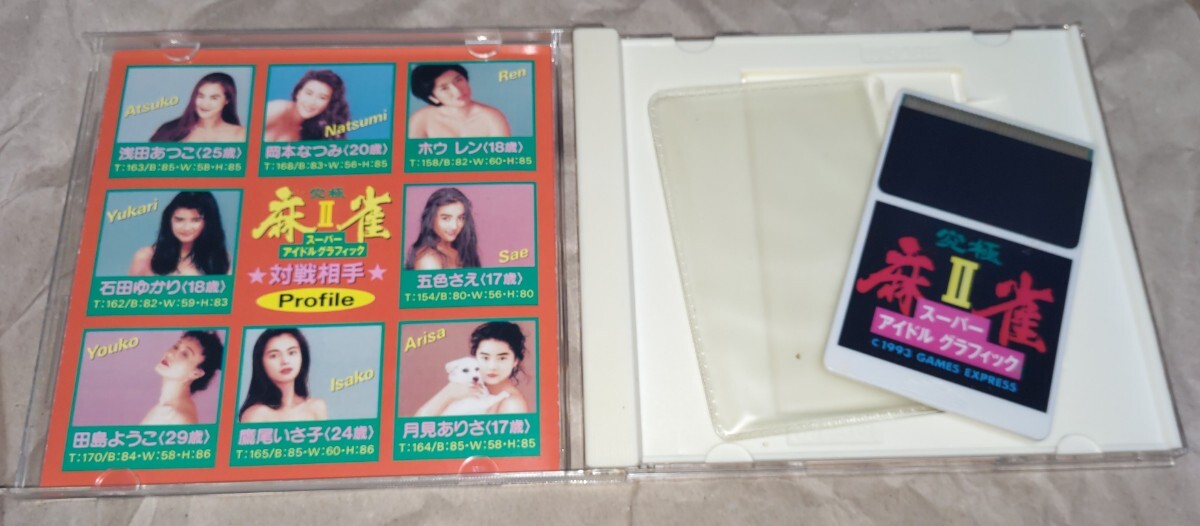 Atsuko
浅田あつこ〈25歳〉
T:163/B:85・W:58・H:85
Natsumi
岡本なつみ〈20歳〉
T:168/B:83・W:56・H:85
Ren
ホウ レン〈18歳〉
T:158/B:82・W:60・H:85
Yukari
石田ゆかり〈18歳〉
T:162/B:82・W:59・H:83
究極
麻Ⅱ雀
スーパー
アイドルグラフィック
★対戦相手★
Profile
Sae
五色さえ〈17歳〉
T:154/B:80・W:56・H:80
Youko
田島ようこ〈29歳〉
T:170/B:84・W:58・H:86
Isako
鷹尾いさ子〈24歳〉
T:165/B:85・W:60・H:86
Arisa
月見ありさ〈17歳〉
T:164/B:85・W:58・H:85
究極
麻Ⅱ雀
スーパー
アイドル グラフィック
©1993 GAMES EXPRESS